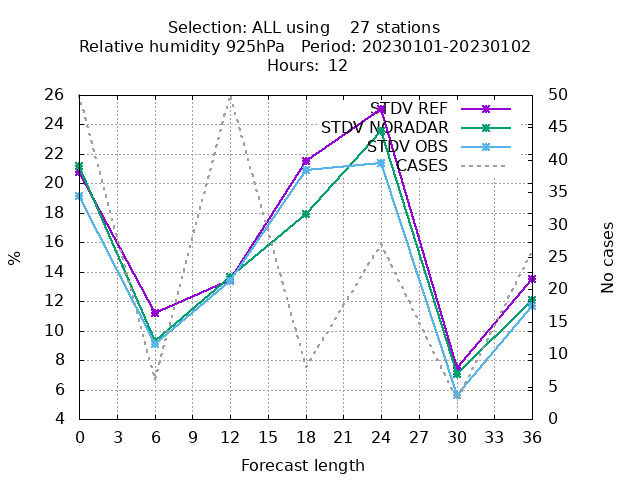 Selection: ALL using    27 stations
Relative humidity 925hPa   Period: 20230101-20230102
Hours:  12
26
24
22
20
18
16
14
12
10
8
6
4
%
50
45
40
35
30
25
20
15
10
5
0
No cases
STDV REF
STDV NORADAR
STDV OBS
CASES
0 3 6 9 12 15 18 21 24 27 30 33 36
Forecast length